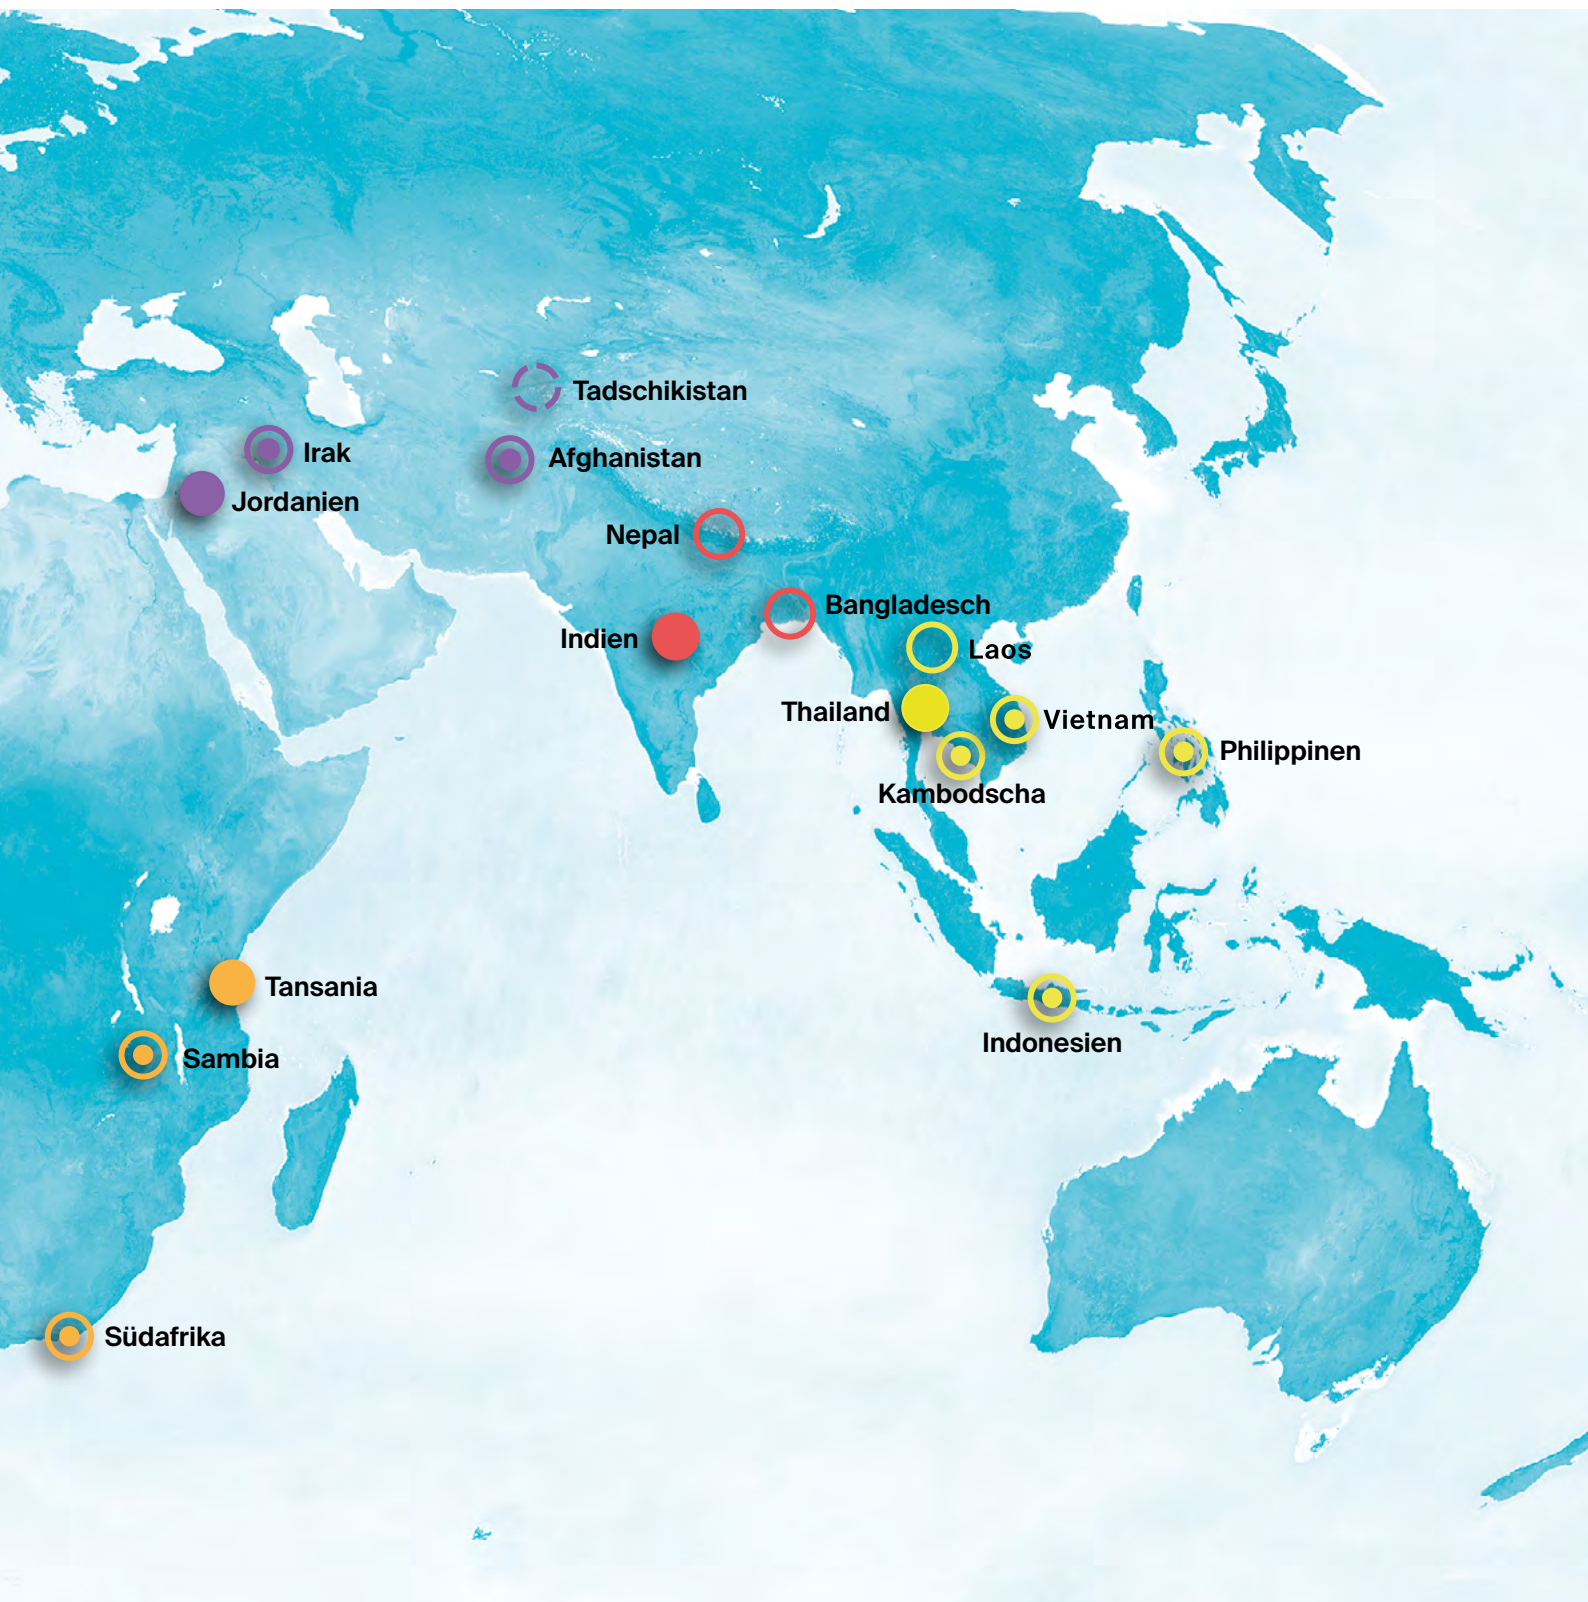 Tadschikistan
Irak
Afghanistan
Jordanien
Nepal
Bangladesch
Indien
Laos
Thailand
Vietnam
Philippinen
Kambodscha
Tansania
Indonesien
Sambia
Südafrika